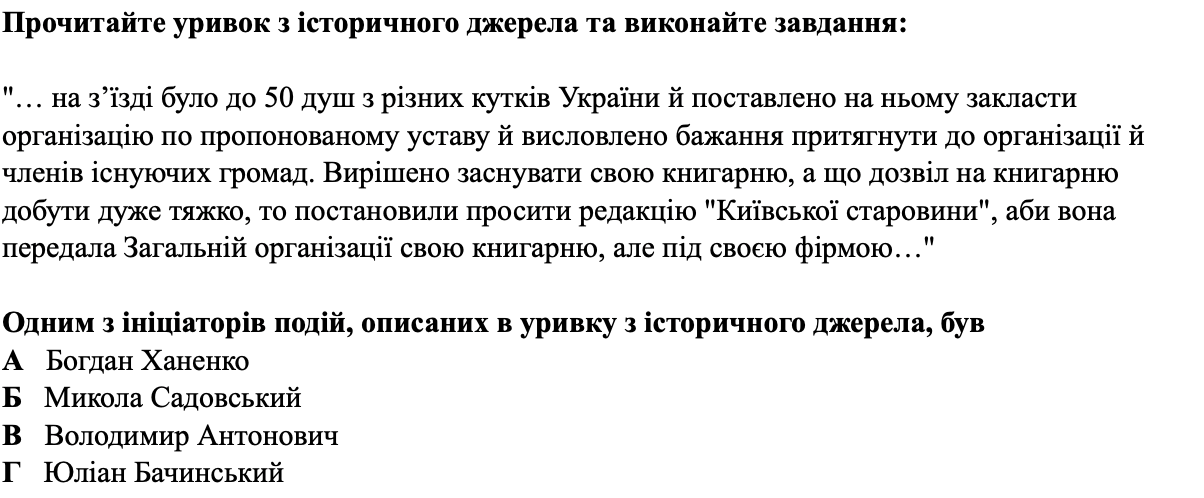 Прочитайте уривок з історичного джерела та виконайте завдання:
"… на з’їзді було до 50 душ з різних кутків України й поставлено на ньому закласти
організацію по пропонованому уставу й висловлено бажання притягнути до організації й
членів існуючих громад. Вирішено заснувати свою книгарню, а що дозвіл на книгарню
добути дуже тяжко, то постановили просити редакцію "Київської старовини", аби вона
передала Загальній організації свою книгарню, але під своєю фірмою…"
Одним з ініціаторів подій, описаних в уривку з історичного джерела, був
А Богдан Ханенко
Б Микола Садовський
В Володимир Антонович
Г Юліан Бачинський